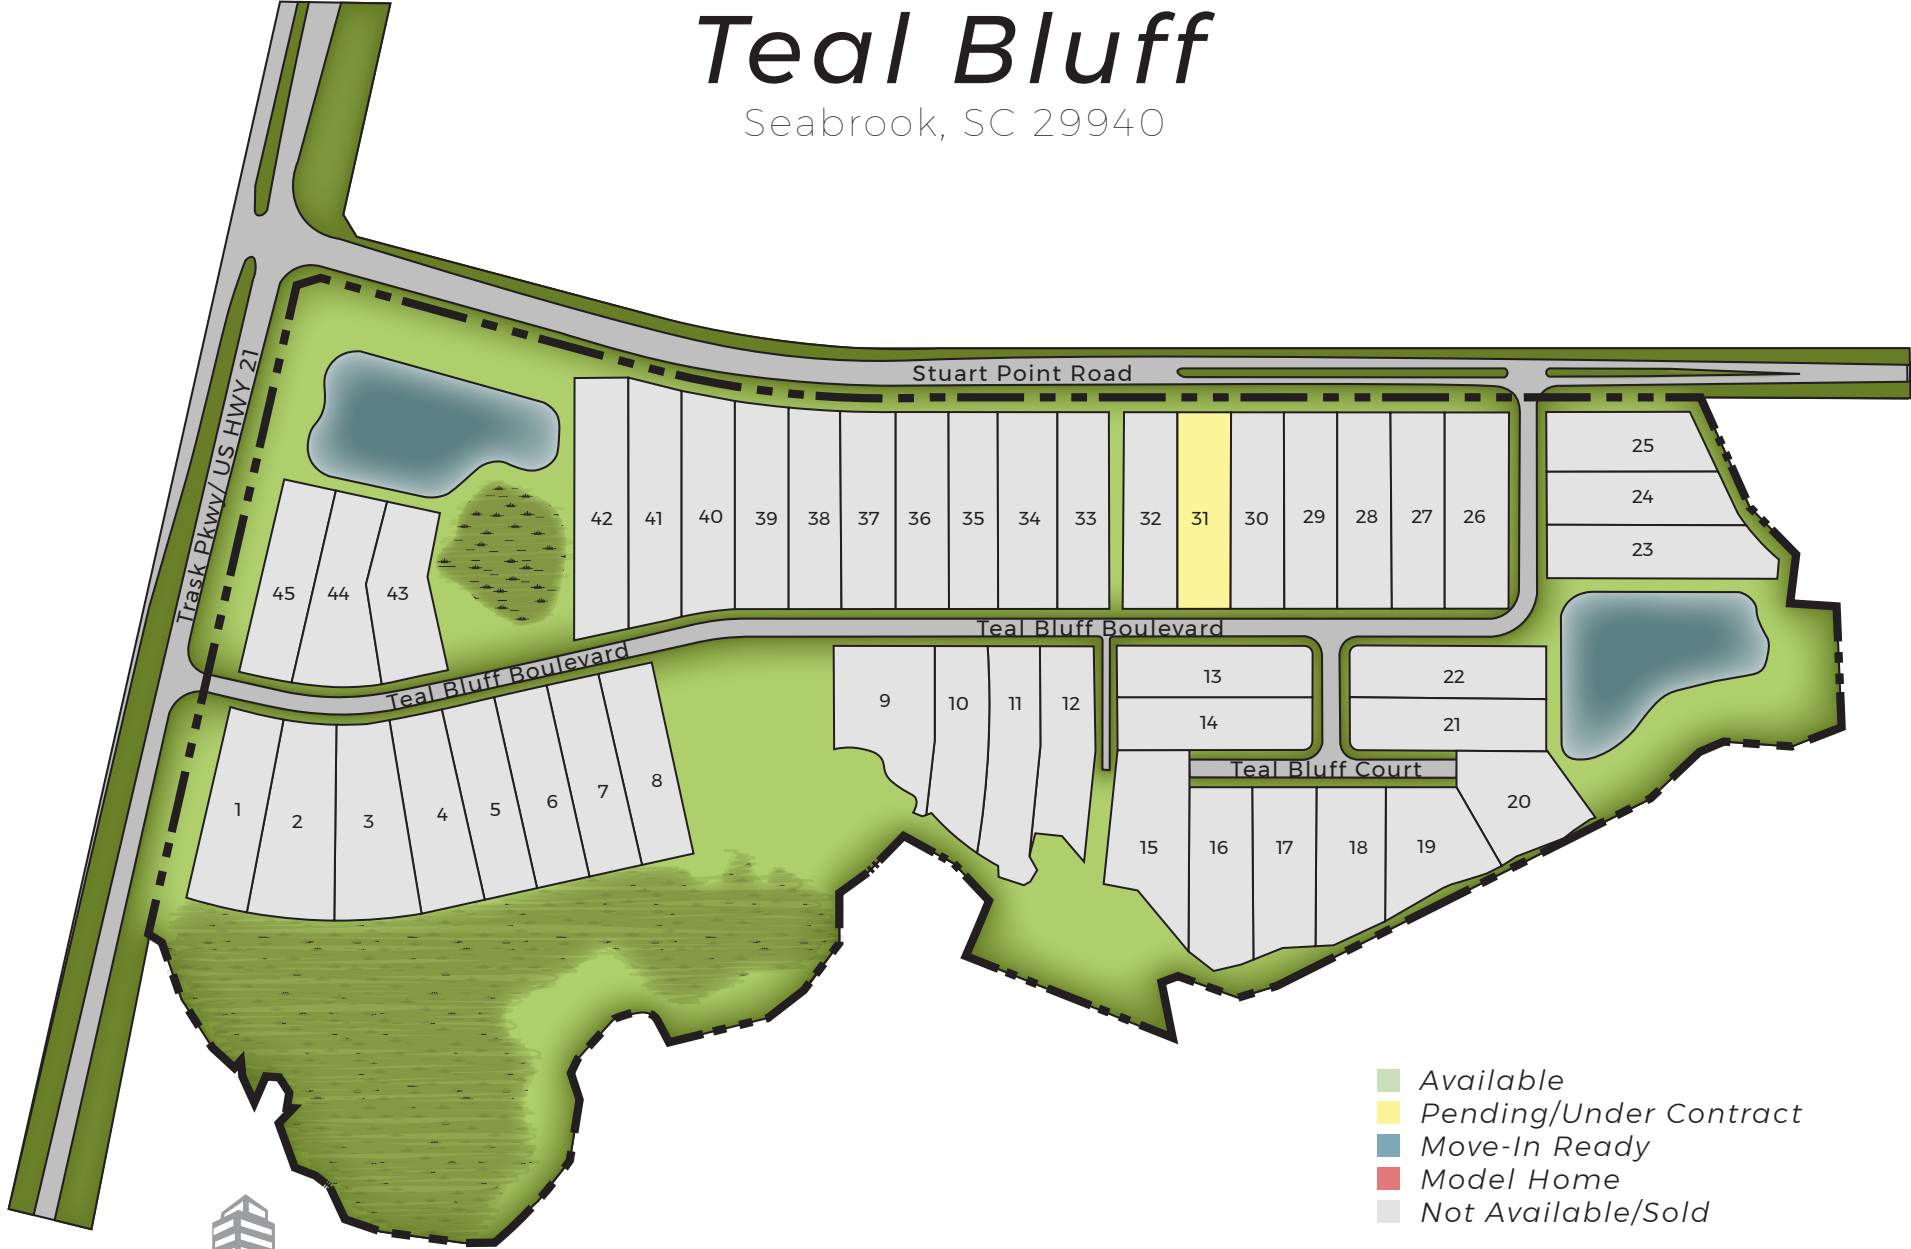 Teal Bluff
Seabrook, SC 29940
Stuart Point Road
Trask Pkwy/ US HWY 21
42 41 40 39 38 37 36 35 34 33 32 31 30 29 28 27 26
25
24
23
45 44 43
Teal Bluff Boulevard
Teal Bluff Boulevard
9 10 11 12
13
14
22
21
Teal Bluff Court
1 2 3 4 5 6 7 8
15 16 17 18 19 20
Available
Pending/Under Contract
Move-In Ready
Model Home
Not Available/Sold